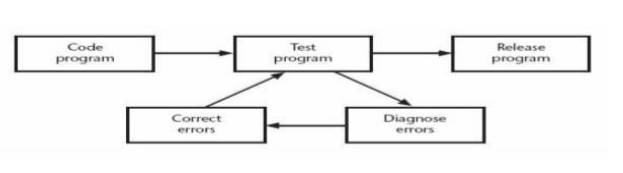 Code
program
Test
program
Release
program
Correct
errors
Diagnose
errors